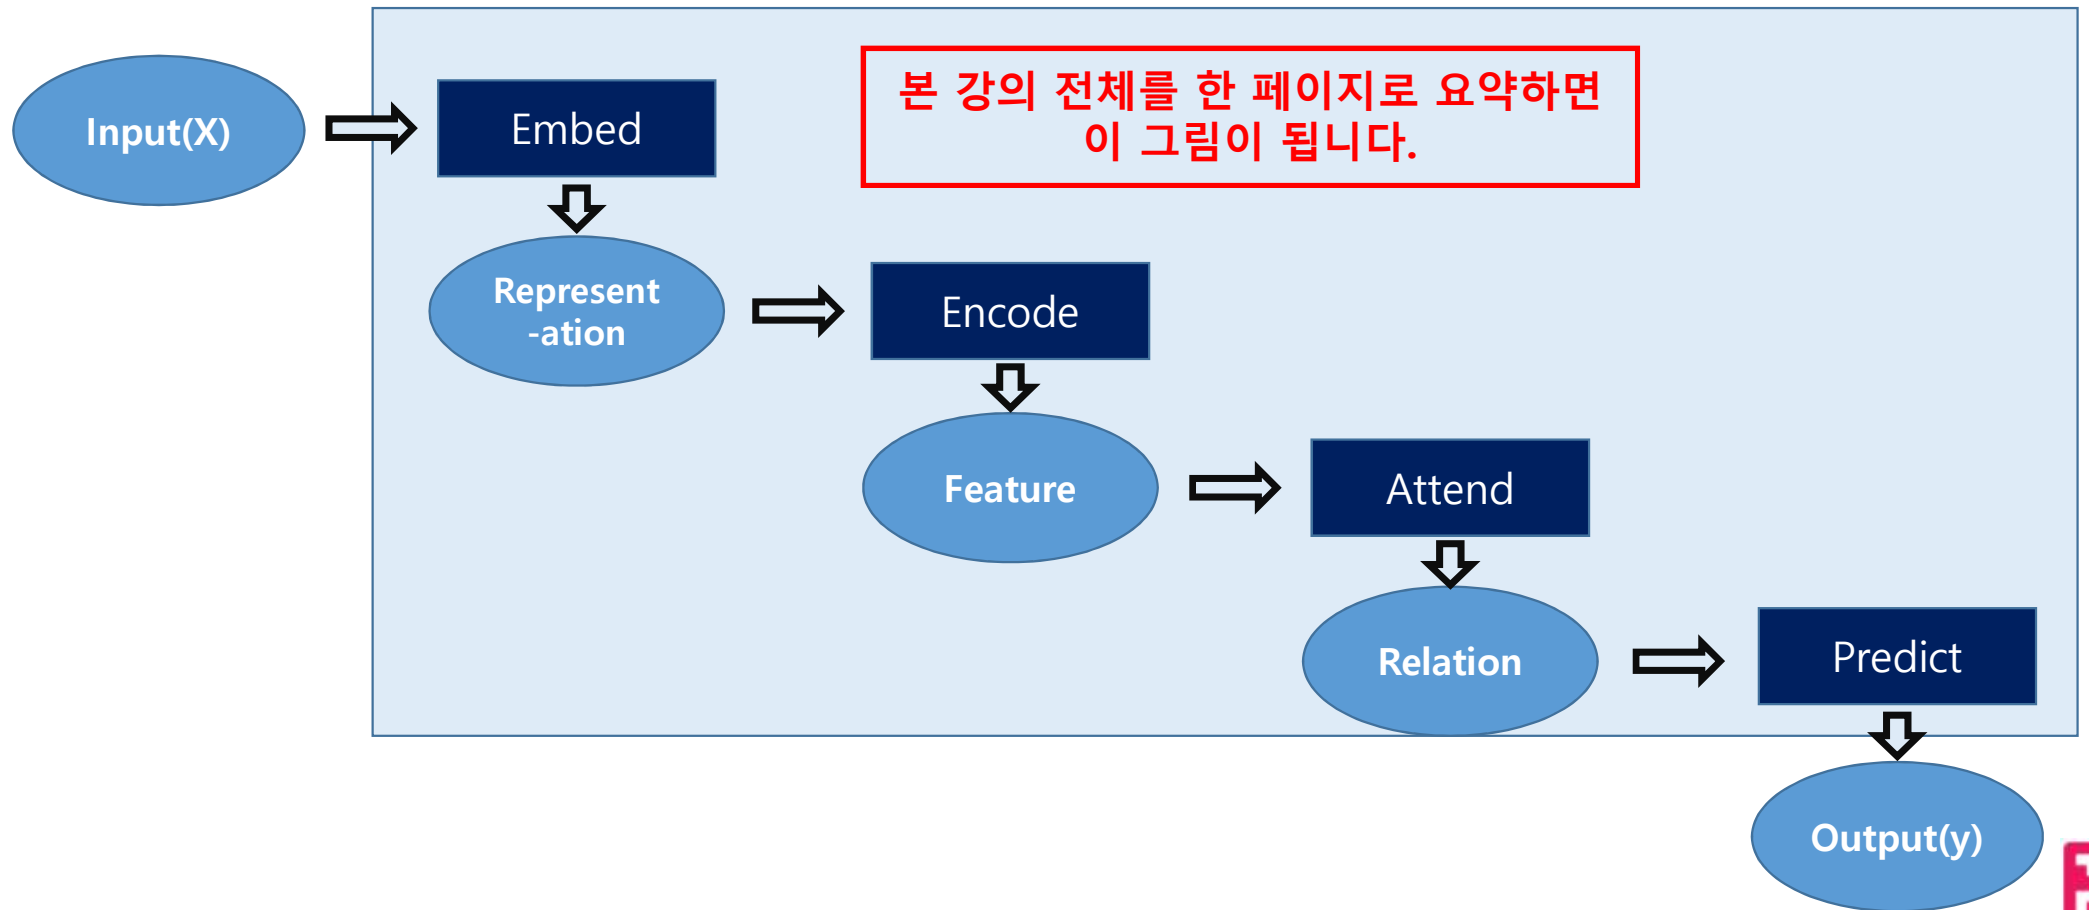 본 강의 전체를 한 페이지로 요약하면
이 그림이 됩니다.
Input(X)
Embed
Represent
-ation
Encode
Feature
Attend
Relation
Predict
Output(y)